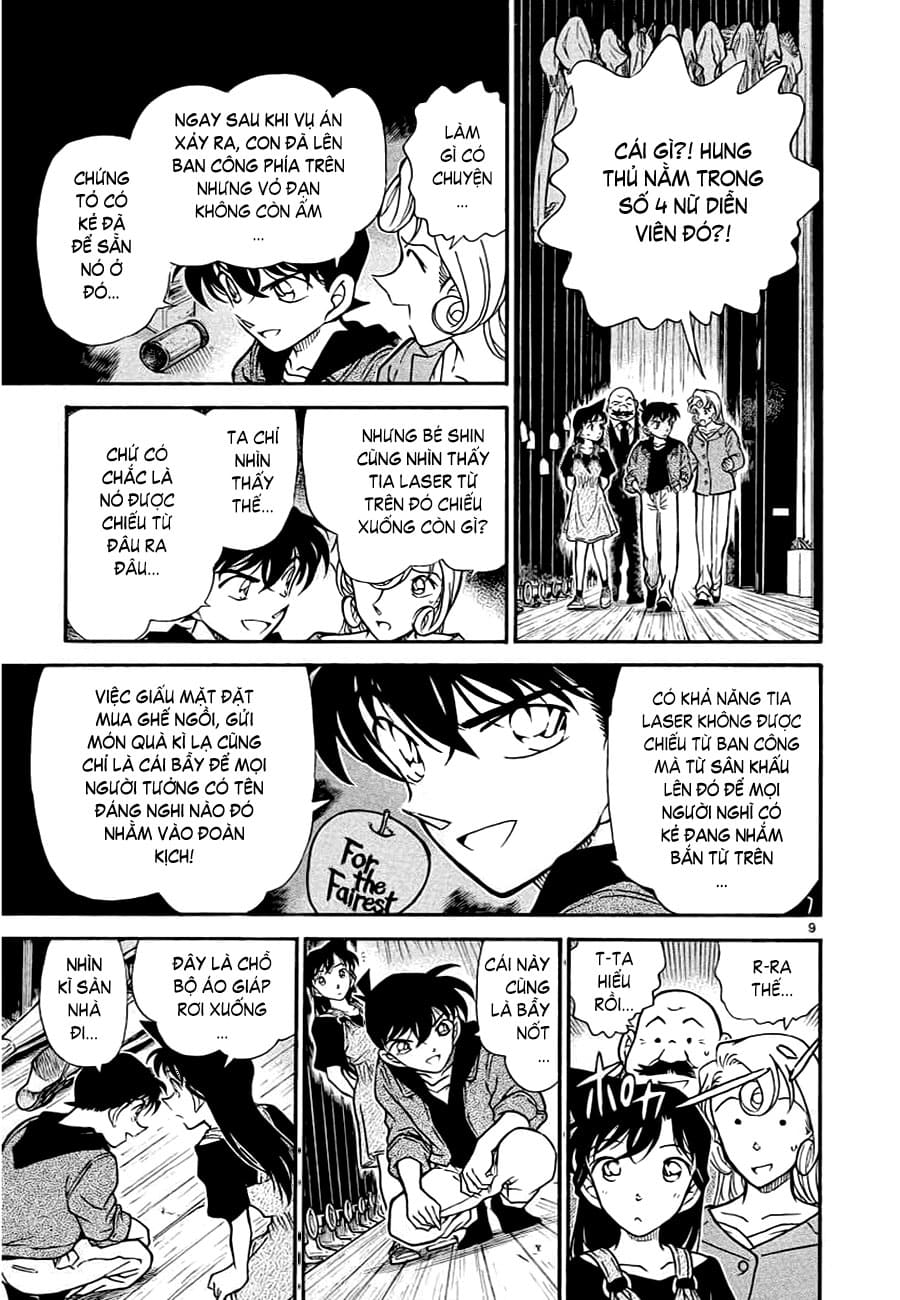 CÁI GÌ?! HUNG
THỦ NẰM TRONG
SỐ 4 NỮ DIỄN
VIÊN ĐÓ?!
LÀM
GÌ CÓ
CHUYỆN
...
NGAY SAU KHI VỤ ÁN
XẢY RA, CON ĐÃ LÊN
BAN CÔNG PHÍA TRÊN
NHƯNG VỎ ĐẠN
KHÔNG CÒN ẤM
...
CHỨNG
TỎ CÓ
KẺ ĐÃ
ĐỂ SẴN
NÓ Ở
ĐÓ...
NHƯNG BÉ SHIN
CŨNG NHÌN THẤY
TIA LASER TỪ
TRÊN ĐÓ CHIẾU
XUỐNG CÒN GÌ?
TA CHỈ
NHÌN
THẤY
THẾ...
CHỨ CÓ
CHẮC LÀ
NÓ ĐƯỢC
CHIẾU TỪ
ĐÂU RA
ĐÂU...
CÓ KHẢ NĂNG TIA
LASER KHÔNG ĐƯỢC
CHIẾU TỪ BAN CÔNG
MÀ TỪ SÂN KHẤU
LÊN ĐÓ ĐỂ MỌI
NGƯỜI NGHĨ CÓ
KẺ ĐANG NHẮM
BẮN TỪ TRÊN
...
VIỆC GIẤU MẶT ĐẶT
MUA GHẾ NGỒI, GỬI
MÓN QUÀ KÌ LẠ CŨNG
CHỈ LÀ CÁI BẪY ĐỂ MỌI
NGƯỜI TƯỞNG CÓ TÊN
ĐÁNG NGHI NÀO ĐÓ
NHẰM VÀO ĐOÀN
KỊCH!
For
the
Fairest
9
R-RA
THẾ...
T-TA
HIỂU
RỒI...
ホロカ
CÁI NÀY
CŨNG
LÀ BẪY
NỐT
...
ĐÂY LÀ CHỖ
BỘ ÁO GIÁP
RƠI XUỐNG
...
NHÌN
KĨ SÀN
NHÀ
ĐI...